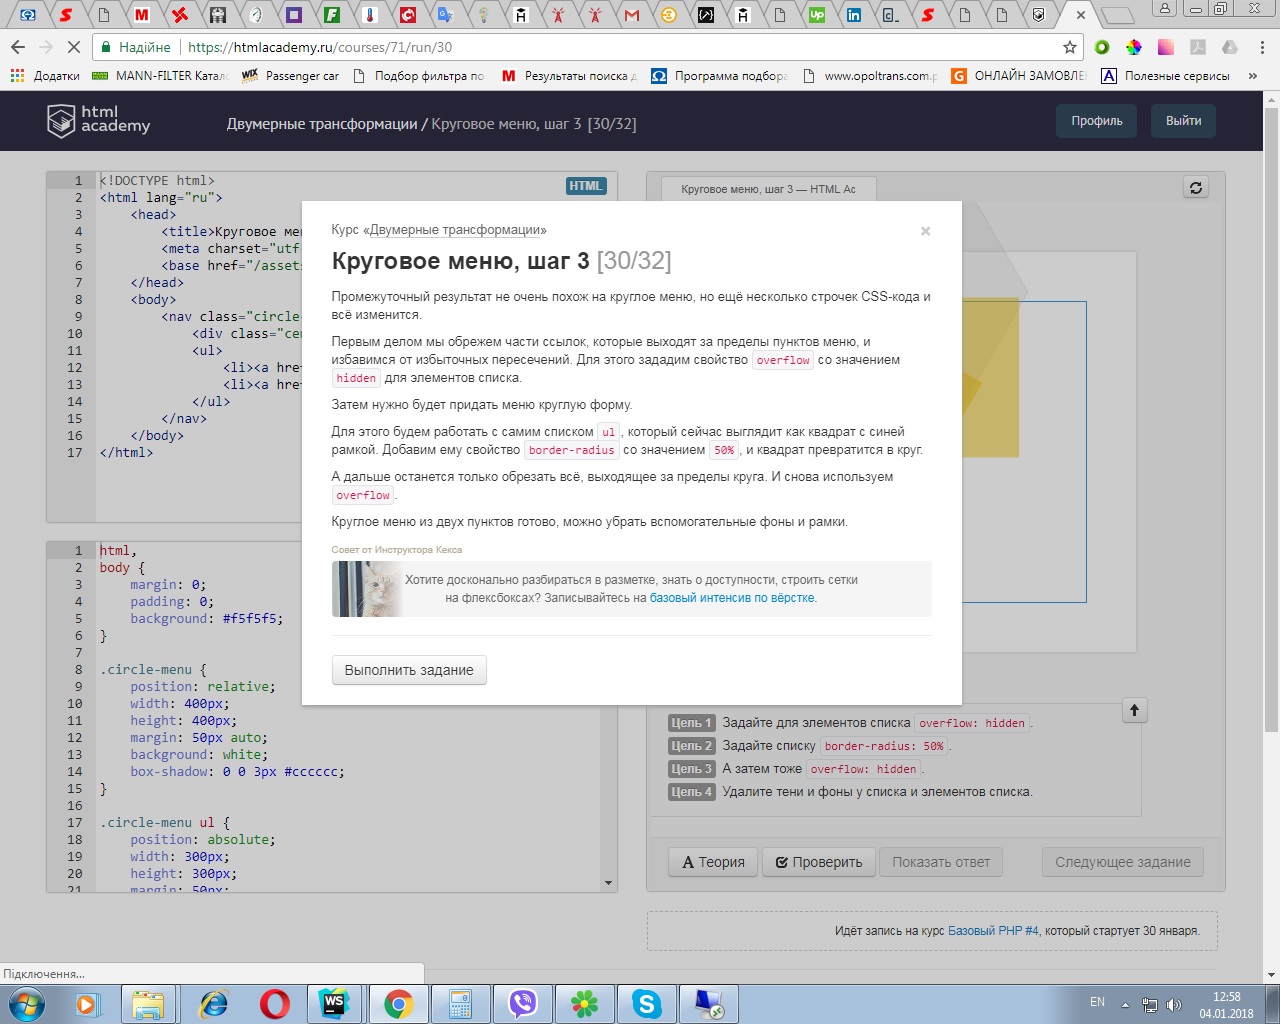 Надійне
https://htmlacademy.ru/courses/71/run/30
Додатки
MANN-FILTER Катало
Passenger car
Подбор фильтра по
Результаты поиска д
Программа подбора
www.opoltrans.com.p
ОНЛАЙН ЗАМОВЛЕ
Полезные сервисы
»
html
academy
Двумерные трансформации / Круговое меню, шаг 3 [30/32]
Профиль
Выйти
HTML
1 <!DOCTYPE html>
2 <html lang="ru">
3 <head>
4 <title>Круговое ме
5 <meta charset="utf
6 <base href="/assets
7 </head>
8 <body>
9 <nav class="circle
10 <div class="ce
11 <ul>
12 <li><a hre
13 <li><a hre
14 </ul>
15 </nav>
16 </body>
17 </html>
1 html,
2 body {
3 margin: 0;
4 padding: 0;
5 background: #f5f5f5;
6 }
7
8 .circle-menu {
9 position: relative;
10 width: 400px;
11 height: 400px;
12 margin: 50px auto;
13 background: white;
14 box-shadow: 0 0 3px #cccccc;
15 }
16
17 .circle-menu ul {
18 position: absolute;
19 width: 300px;
20 height: 300px;
21 margin: 50px;
Круговое меню, шаг 3 — HTML Ac
Курс «Двумерные трансформации»
×
Круговое меню, шаг 3 [30/32]
Промежуточный результат не очень похож на круглое меню, но ещё несколько строчек CSS-кода и
всё изменится.
Первым делом мы обрежем части ссылок, которые выходят за пределы пунктов меню, и
избавимся от избыточных пересечений. Для этого зададим свойство overflow со значением
hidden для элементов списка.
Затем нужно будет придать меню круглую форму.
Для этого будем работать с самим списком ul, который сейчас выглядит как квадрат с синей
рамкой. Добавим ему свойство border-radius со значением 50%, и квадрат превратится в круг.
А дальше останется только обрезать всё, выходящее за пределы круга. И снова используем
overflow.
Круглое меню из двух пунктов готово, можно убрать вспомогательные фоны и рамки.
Совет от Инструктора Кекса
Хотите досконально разбираться в разметке, знать о доступности, строить сетки
на флексбоксах? Записывайтесь на базовый интенсив по вёрстке.
Выполнить задание
Цель 1 Задайте для элементов списка overflow: hidden.
Цель 2 Задайте списку border-radius: 50%.
Цель 3 А затем тоже overflow: hidden.
Цель 4 Удалите тени и фоны у списка и элементов списка.
Теория
Проверить
Показать ответ
Следующее задание
Идёт запись на курс Базовый PHP #4, который стартует 30 января.
Підключення...
EN
12:58
04.01.2018